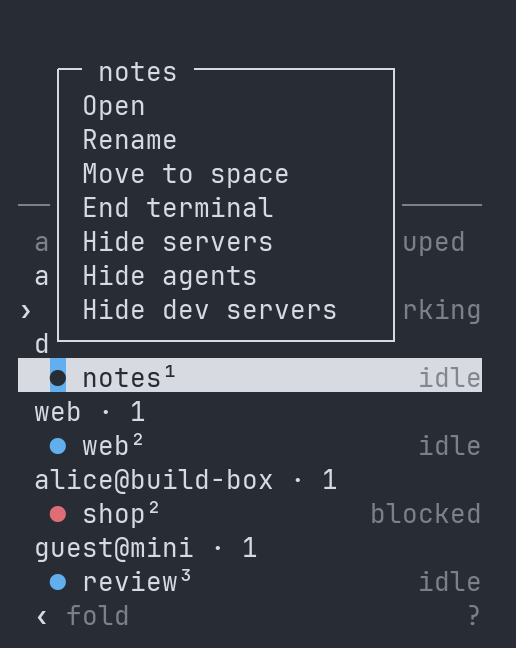 notes
Open
Rename
Move to space
End terminal
a Hide servers uped
a Hide agents
› Hide dev servers rking
d
● notes¹ idle
web · 1
● web² idle
alice@build-box · 1
● shop² blocked
guest@mini · 1
● review³ idle
‹ fold ?